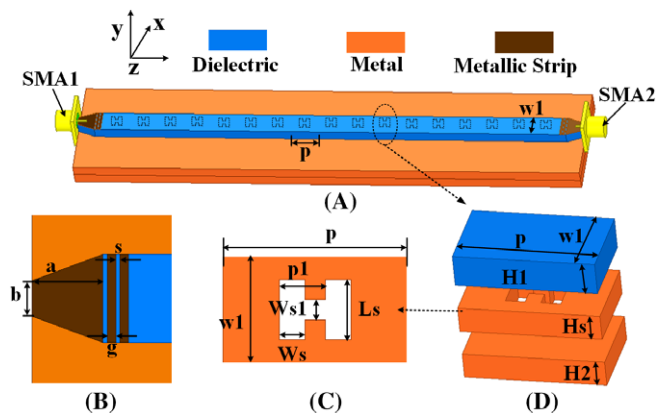 y
x
z
Dielectric
Metal
Metallic Strip
SMA1
SMA2
w1
p
(A)
a
s
b
g
(B)
p
p1
Ws1
Ls
w1
Ws
(C)
p
w1
H1
Hs
H2
(D)